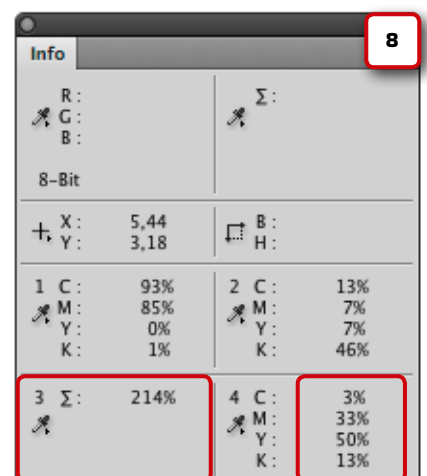 8
Info
R :
G :
B :
8-Bit
Σ :
X : 5,44
Y : 3,18
B :
H :
1 C : 93%
M : 85%
Y : 0%
K : 1%
2 C : 13%
M : 7%
Y : 7%
K : 46%
3 Σ : 214%
4 C : 3%
M : 33%
Y : 50%
K : 13%